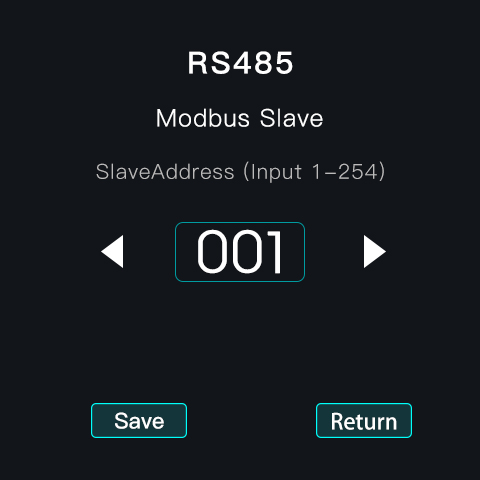 RS485
Modbus Slave
SlaveAddress (Input 1-254)
001
Save
Return